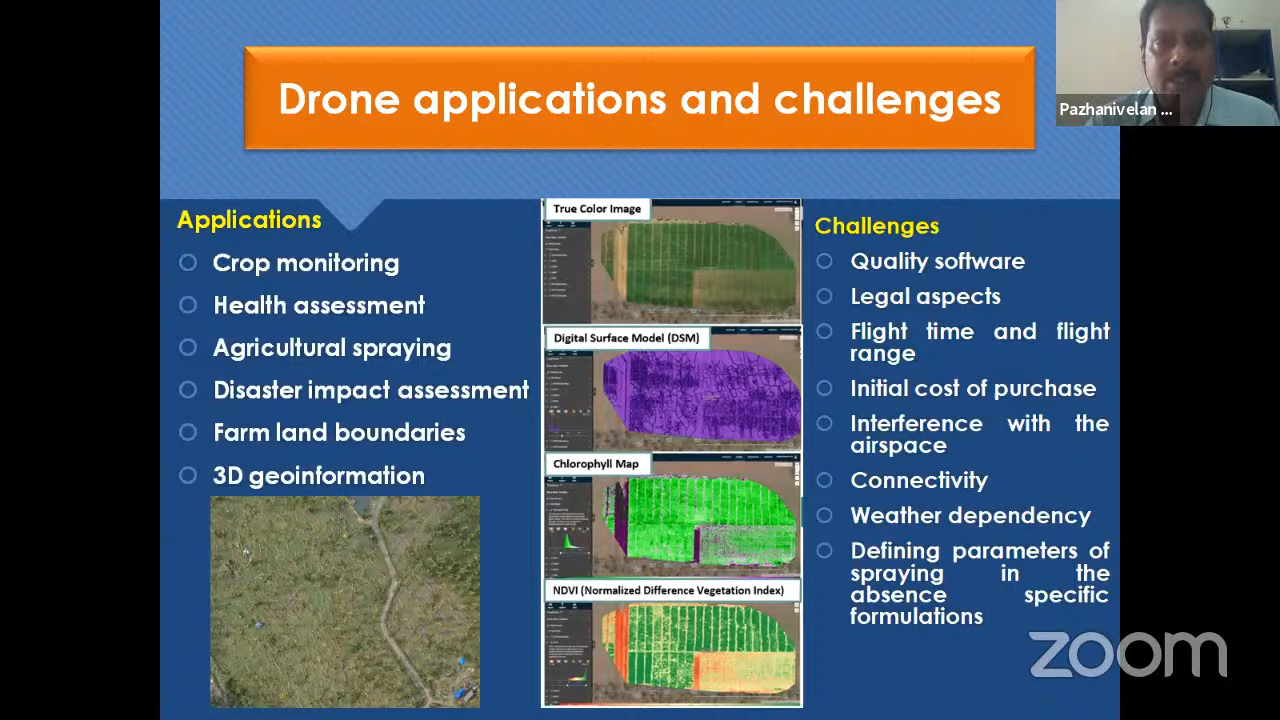 Drone applications and challenges
Pazhanivelan ...
Applications
Crop monitoring
Health assessment
Agricultural spraying
Disaster impact assessment
Farm land boundaries
3D geoinformation
True Color Image
Digital Surface Model (DSM)
Chlorophyll Map
NDVI (Normalized Difference Vegetation Index)
Challenges
Quality software
Legal aspects
Flight time and flight
range
Initial cost of purchase
Interference with the
airspace
Connectivity
Weather dependency
Defining parameters of
spraying in the
absence specific
formulations
zoom